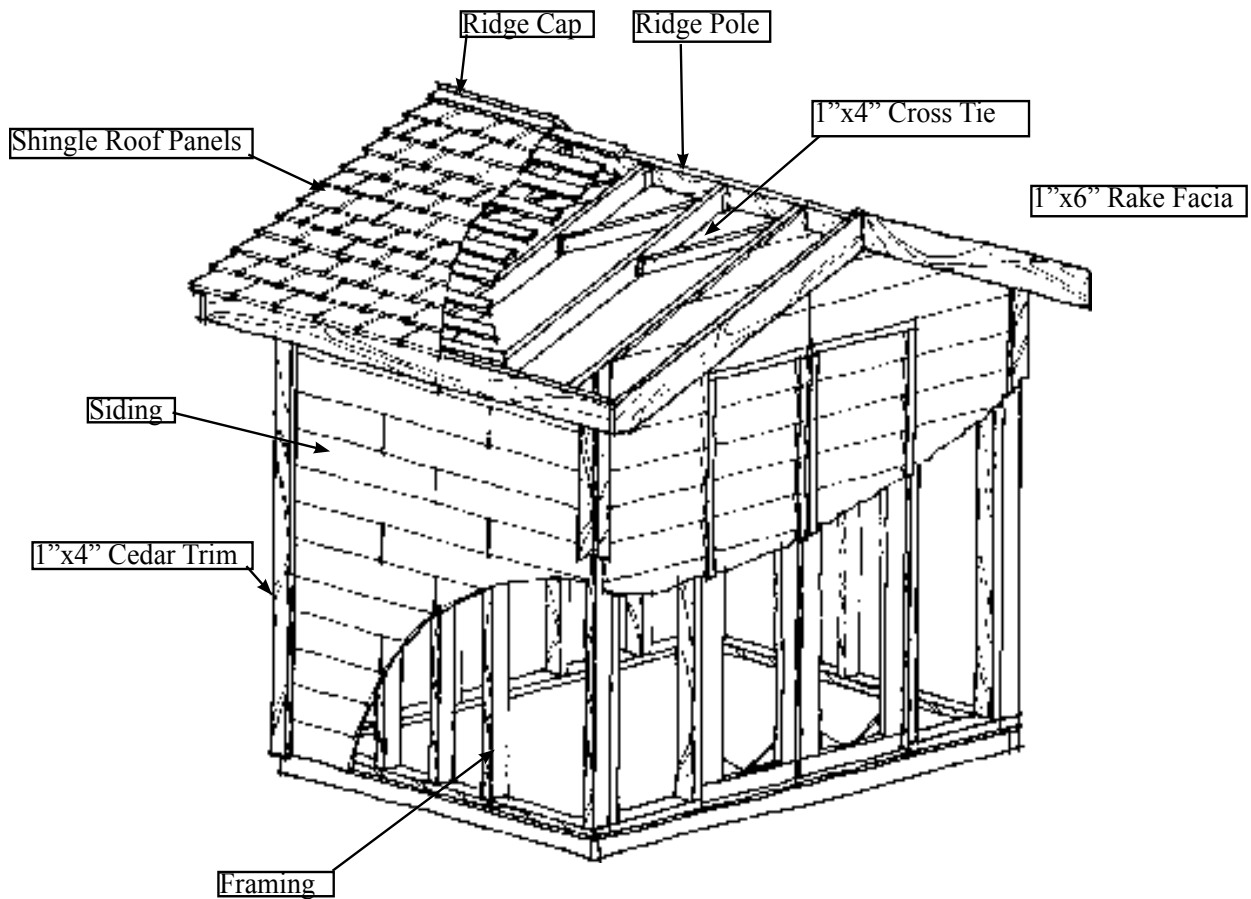 Ridge Cap
Ridge Pole
1”x4” Cross Tie
Shingle Roof Panels
1”x6” Rake Facia
Siding
1”x4” Cedar Trim
Framing